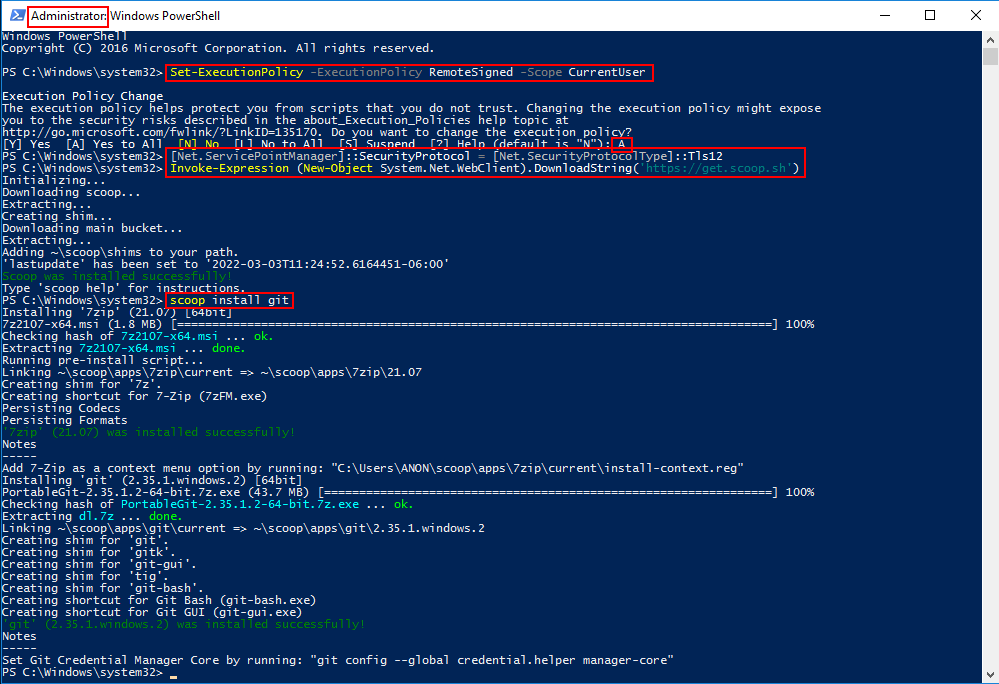 Administrator: Windows PowerShell
Windows PowerShell
Copyright (C) 2016 Microsoft Corporation. All rights reserved.
PS C:\Windows\system32> Set-ExecutionPolicy -ExecutionPolicy RemoteSigned -Scope CurrentUser
Execution Policy Change
The execution policy helps protect you from scripts that you do not trust. Changing the execution policy might expose
you to the security risks described in the about_Execution_Policies help topic at
http://go.microsoft.com/fwlink/?LinkID=135170. Do you want to change the execution policy?
[Y] Yes  [A] Yes to All  [N] No  [L] No to All  [S] Suspend  [?] Help (default is "N"): A
PS C:\Windows\system32> [Net.ServicePointManager]::SecurityProtocol = [Net.SecurityProtocolType]::Tls12
PS C:\Windows\system32> Invoke-Expression (New-Object System.Net.WebClient).DownloadString('https://get.scoop.sh')
Initializing...
Downloading scoop...
Extracting...
Creating shim...
Downloading main bucket...
Extracting...
Adding ~\scoop\shims to your path.
'lastupdate' has been set to '2022-03-03T11:24:52.6164451-06:00'
Scoop was installed successfully!
Type 'scoop help' for instructions.
PS C:\Windows\system32> scoop install git
Installing '7zip' (21.07) [64bit]
7z2107-x64.msi (1.8 MB) [=====================================================================================] 100%
Checking hash of 7z2107-x64.msi ... ok.
Extracting 7z2107-x64.msi ... done.
Running pre-install script...
Linking ~\scoop\apps\7zip\current => ~\scoop\apps\7zip\21.07
Creating shim for '7z'.
Creating shortcut for 7-Zip (7zFM.exe)
Persisting Codecs
Persisting Formats
'7zip' (21.07) was installed successfully!
Notes
-----
Add 7-Zip as a context menu option by running: "C:\Users\ANON\scoop\apps\7zip\current\install-context.reg"
Installing 'git' (2.35.1.windows.2) [64bit]
PortableGit-2.35.1.2-64-bit.7z.exe (43.7 MB) [================================================================] 100%
Checking hash of PortableGit-2.35.1.2-64-bit.7z.exe ... ok.
Extracting dl.7z ... done.
Linking ~\scoop\apps\git\current => ~\scoop\apps\git\2.35.1.windows.2
Creating shim for 'git'.
Creating shim for 'gitk'.
Creating shim for 'git-gui'.
Creating shim for 'tig'.
Creating shim for 'git-bash'.
Creating shortcut for Git Bash (git-bash.exe)
Creating shortcut for Git GUI (git-gui.exe)
'git' (2.35.1.windows.2) was installed successfully!
Notes
-----
Set Git Credential Manager Core by running: "git config --global credential.helper manager-core"
PS C:\Windows\system32> _